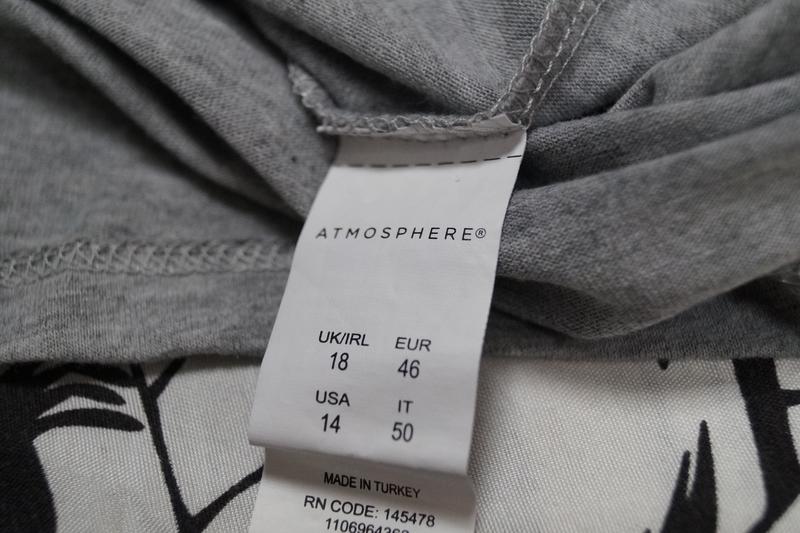 ATMOSPHERE®
UK/IRL EUR
18 46
USA IT
14 50
MADE IN TURKEY
RN CODE: 145478